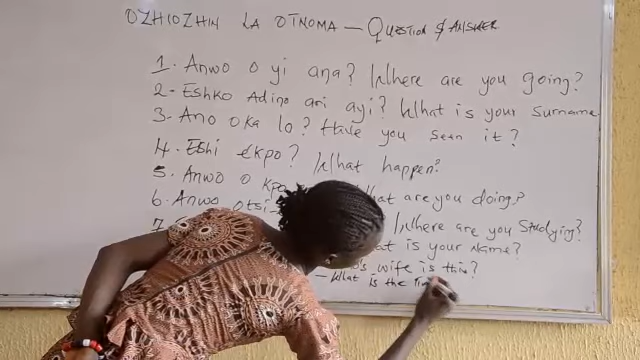 OZHIOZHIN LA OTNOMA — QUESTION & ANSWER
1. Anwo o yi ana? Where are you going?
2. Eshko Adino ari ayi? What is your Surname
3. Ano oka lo? Have you seen it?
4. Eshi ekpo? What happen?
5. Anwo o kpo What are you doing?
6. Anwo otsi Where are you Studying?
7. is your Name?
wife is this?
— What is the